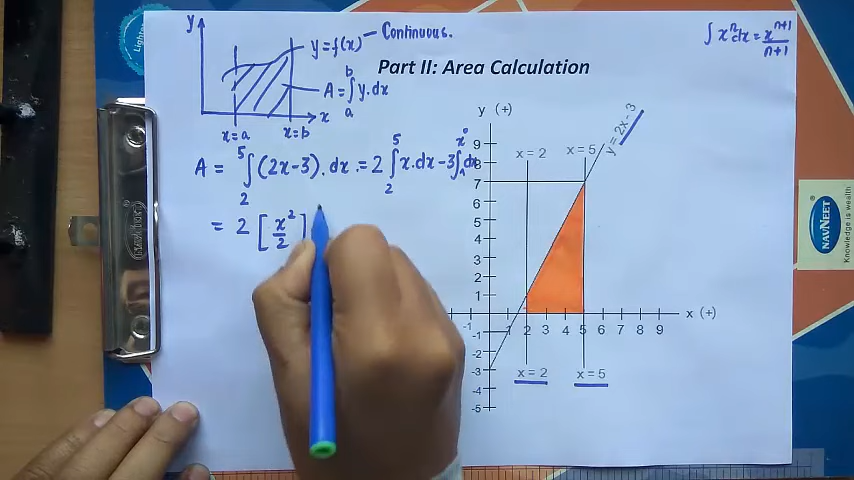 y
y=f(x) – Continuous.
∫ xⁿ dx = xⁿ⁺¹
n+1
Part II: Area Calculation
b
A = ∫ y.dx
a
x
x=a x=b
5
A = ∫ (2x-3). dx = 2 ∫ x.dx - 3 ∫ dx
2
= 2 [ x²
2 ]
y (+)
y = 2x - 3
x = 2
x = 5
9
8
7
6
5
4
3
2
1
x (+)
-1 1 2 3 4 5 6 7 8 9
-1
-2
-3
-4
-5
x = 2
x = 5
NAVNEET
Knowledge is wealth